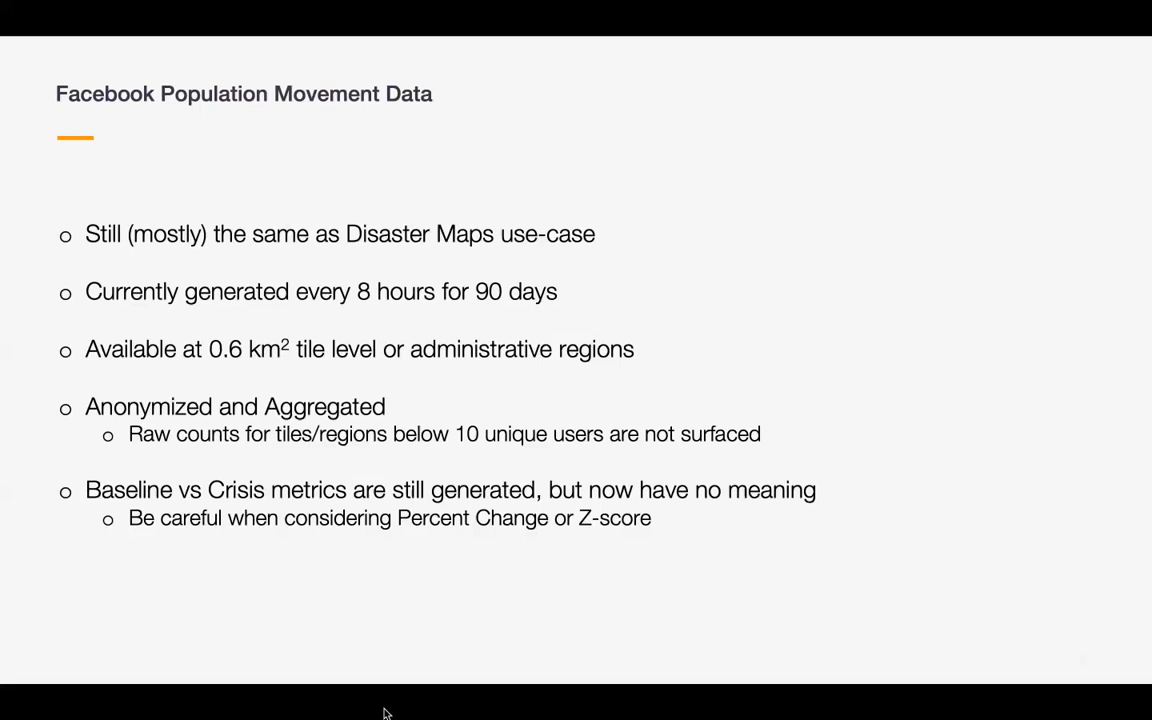 Facebook Population Movement Data
Still (mostly) the same as Disaster Maps use-case
Currently generated every 8 hours for 90 days
Available at 0.6 km² tile level or administrative regions
Anonymized and Aggregated
Raw counts for tiles/regions below 10 unique users are not surfaced
Baseline vs Crisis metrics are still generated, but now have no meaning
Be careful when considering Percent Change or Z-score